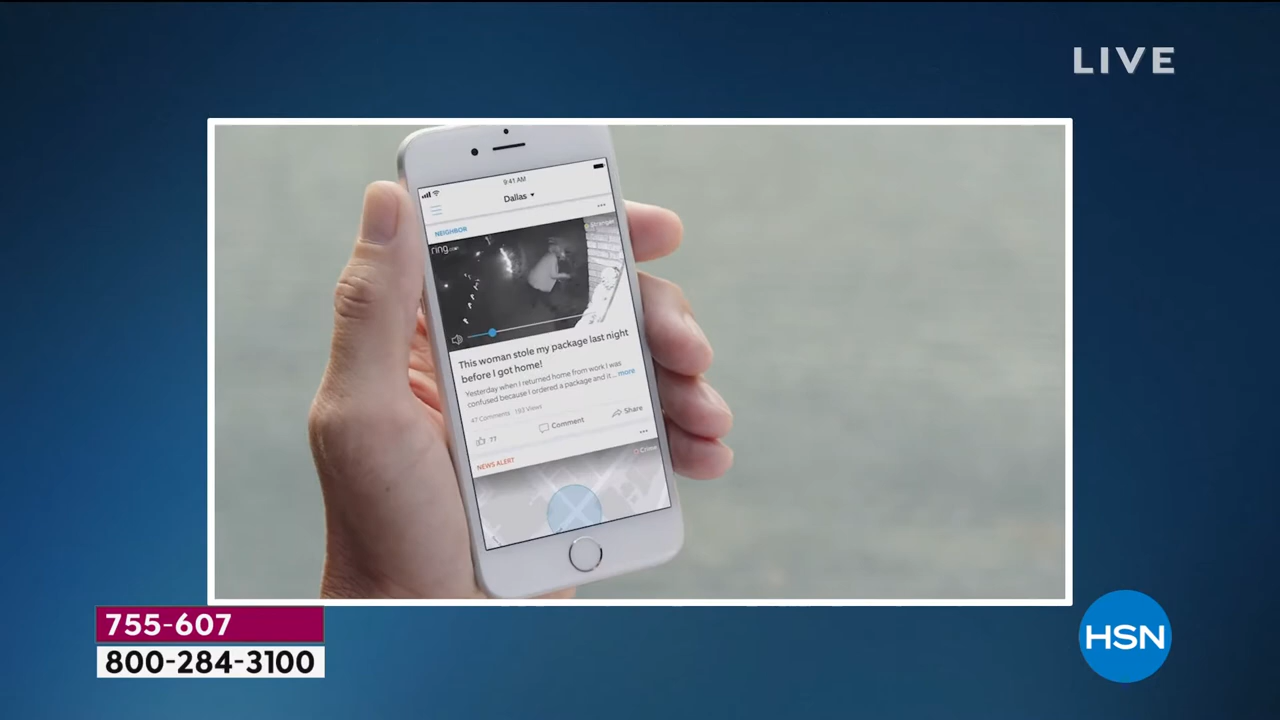 LIVE
9:41 AM
Dallas
NEIGHBOR
ring.com
Stranger
This woman stole my package last night
before I got home!
Yesterday when I returned home from work I was
confused because I ordered a package and it... more
47 Comments · 193 Views
77
Comment
Share
NEWS ALERT
Crime
755-607
800-284-3100
HSN